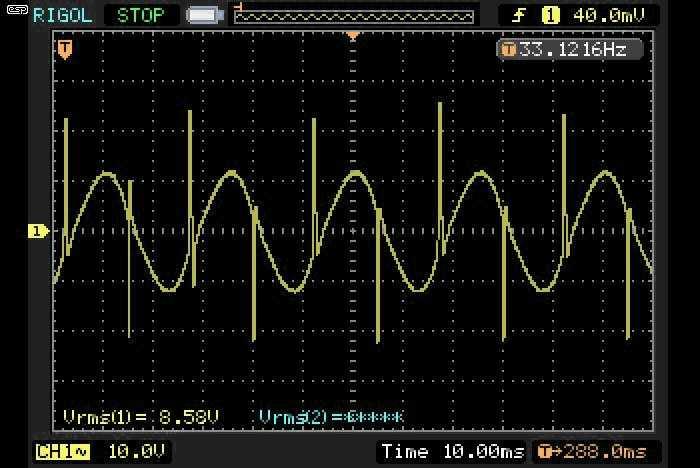 RIGOL STOP 1 40.0mV
T
T 33.1216Hz
1
Vrms(1)= 8.58V Vrms(2)=*****
CH1~ 10.0V Time 10.00ms T→288.0ms